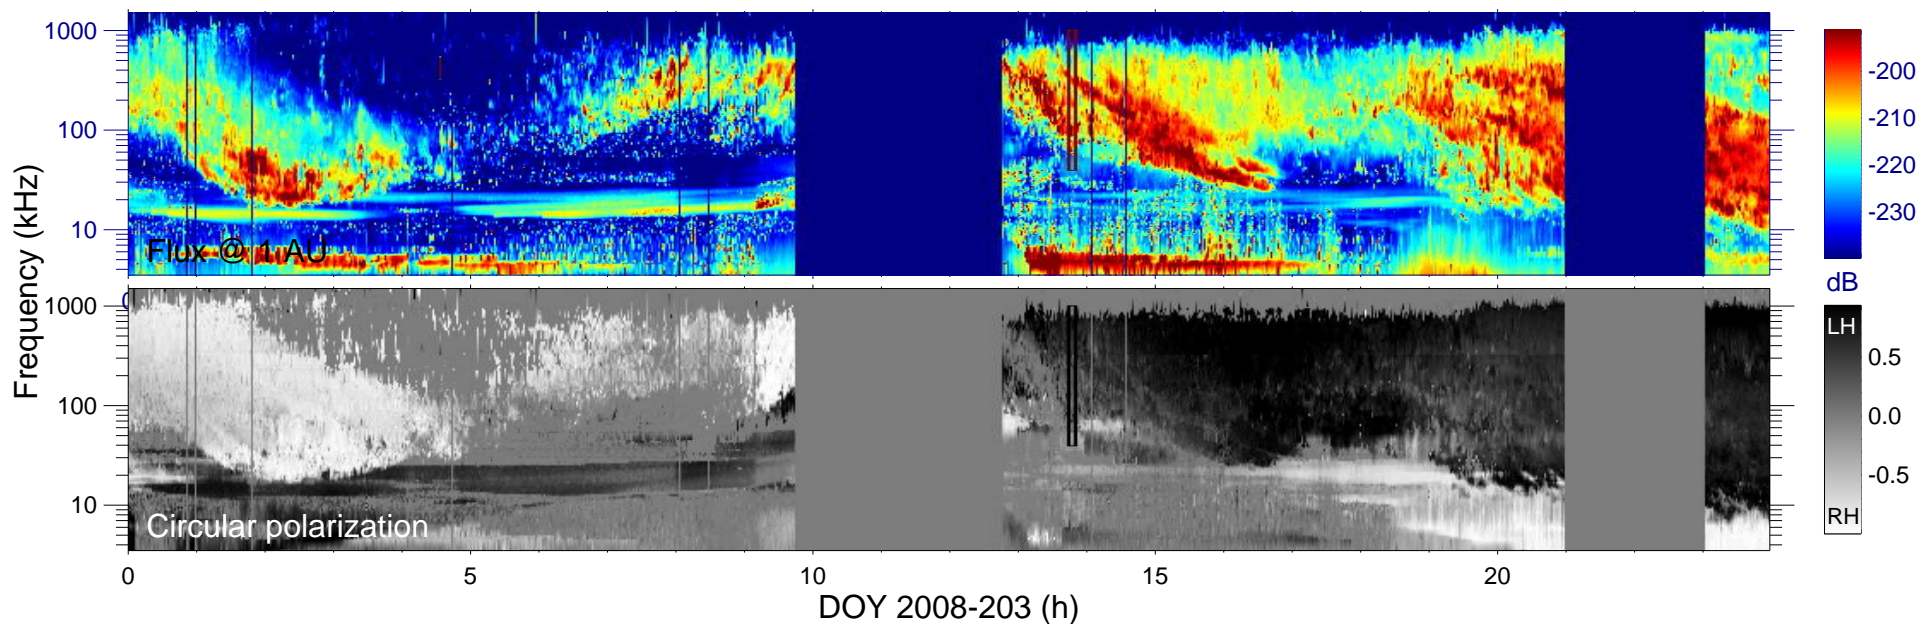 1000
100
10
Flux @ 1 AU
-200
-210
-220
-230
dB
Frequency (kHz)
0
1000
100
10
Circular polarization
LH
0.5
0.0
-0.5
RH
0 5 10 15 20
DOY 2008-203 (h)